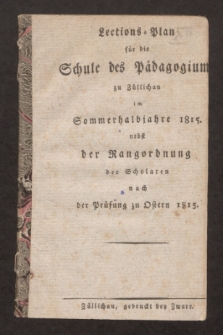 Lections-Plan
für die
Schule des Pädagogium
zu Züllichau
im
Sommerhalbjahre 1815.
nebst
der Rangordnung
der Scholaren
nach
der Prüfung zu Ostern 1815.
Züllichau, gedruckt bey Zwarr.